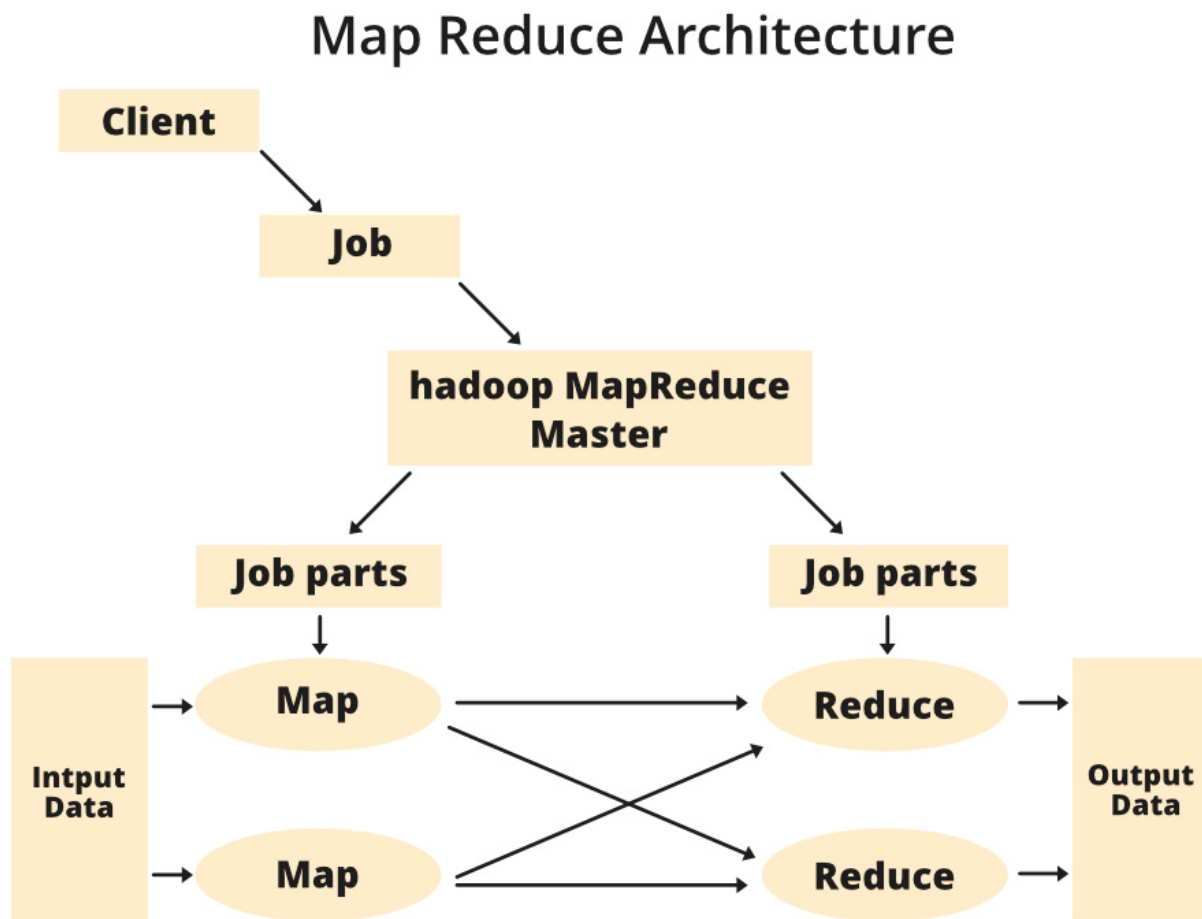 Map Reduce Architecture
Client
Job
hadoop MapReduce
Master
Job parts
Job parts
Map
Reduce
Intput
Data
Output
Data
Map
Reduce